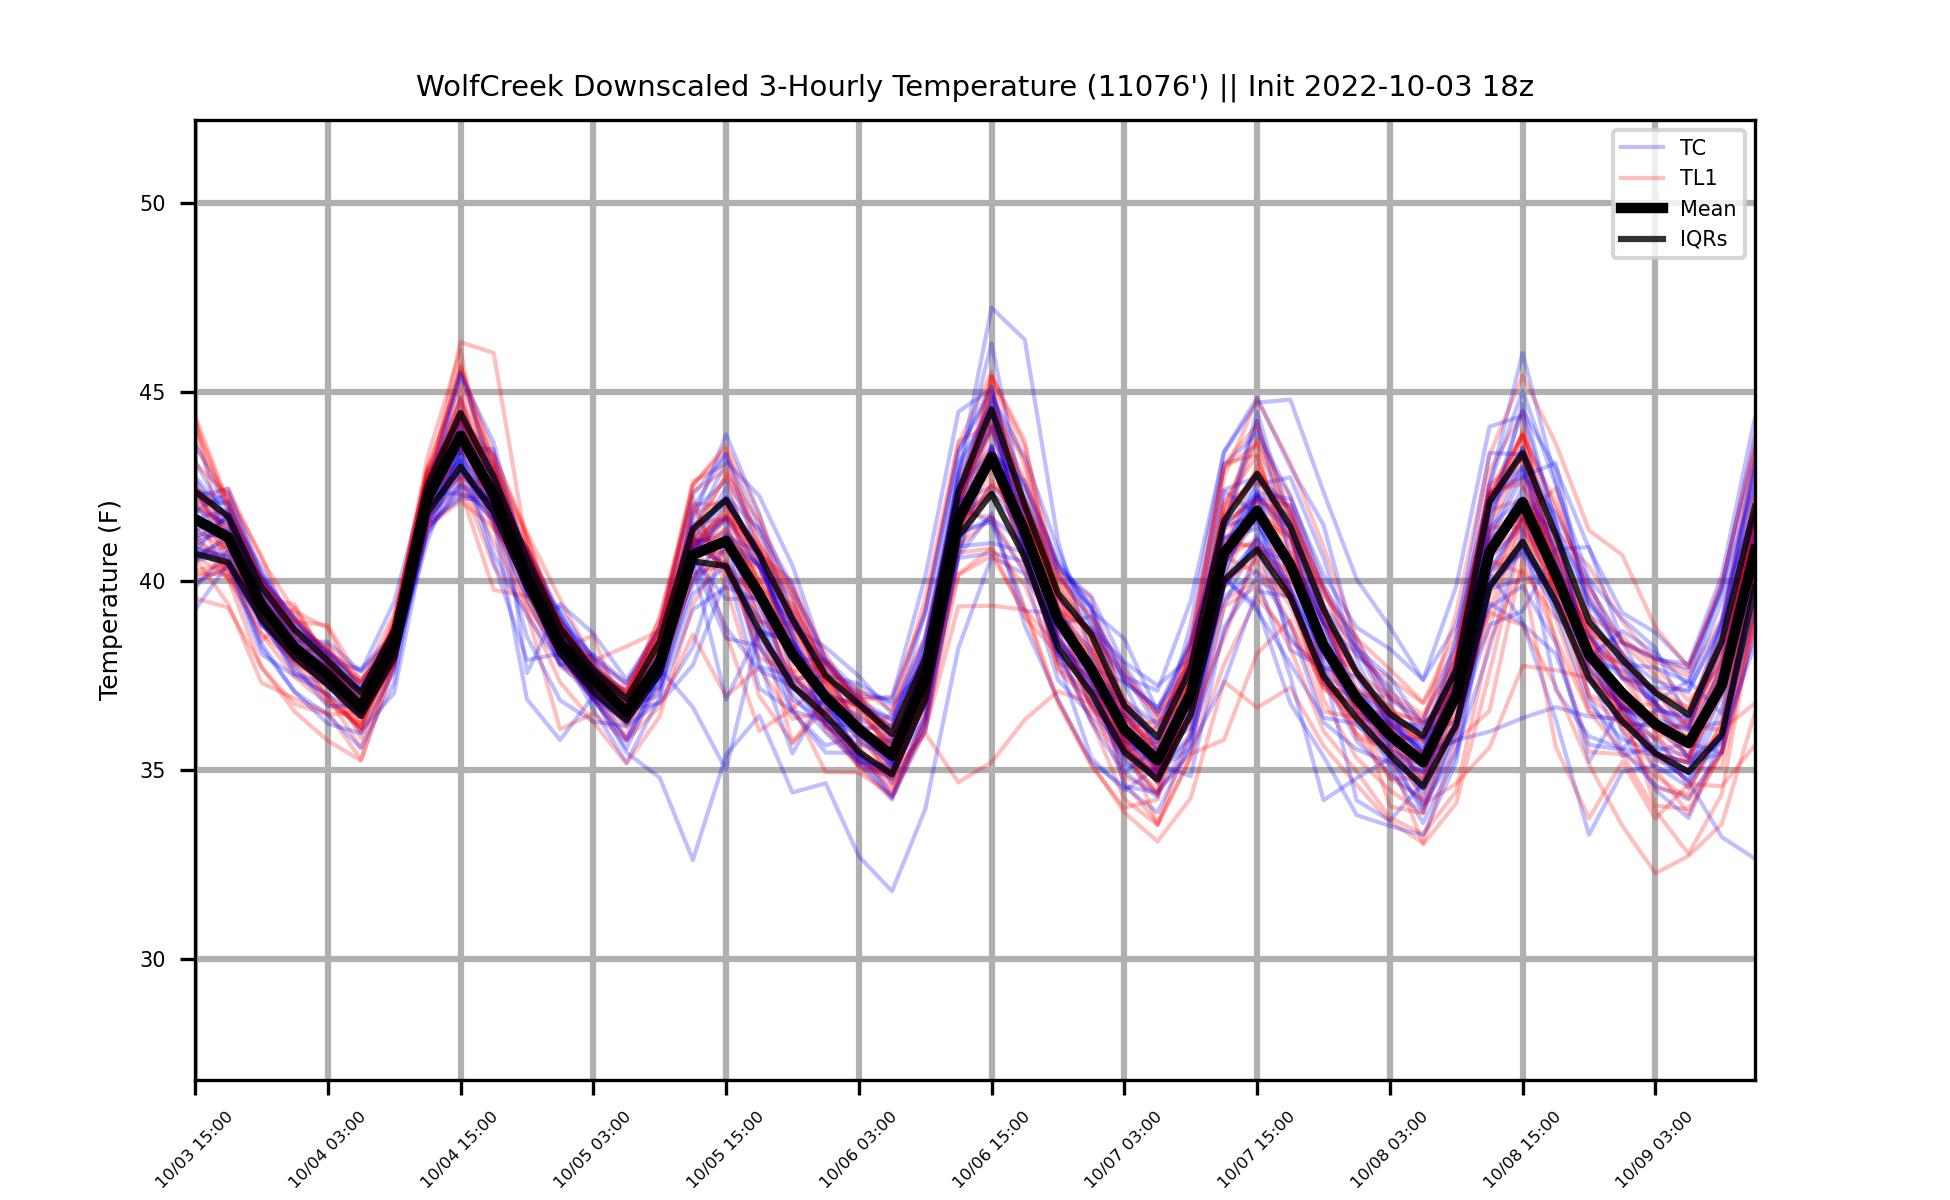 WolfCreek Downscaled 3-Hourly Temperature (11076') || Init 2022-10-03 18z
TC
TL1
Mean
IQRs
Temperature (F)
50
45
40
35
30
10/03 15:00
10/04 03:00
10/04 15:00
10/05 03:00
10/05 15:00
10/06 03:00
10/06 15:00
10/07 03:00
10/07 15:00
10/08 03:00
10/08 15:00
10/09 03:00